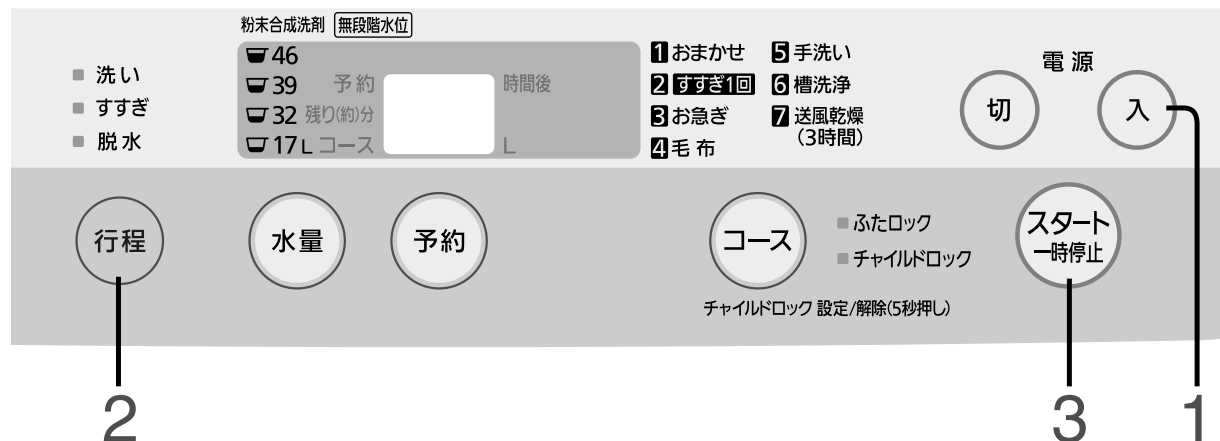 粉末合成洗剤 無段階水位
洗い
すすぎ
脱水
46
39 予約 時間後
32 残り(約)分
17L コース L
1 おまかせ
2 すすぎ1回
3 お急ぎ
4 毛布
5 手洗い
6 槽洗浄
7 送風乾燥
(3時間)
電源
切 入
行程
水量
予約
コース
ふたロック
チャイルドロック
チャイルドロック 設定/解除(5秒押し)
スタート
一時停止
2 3 1